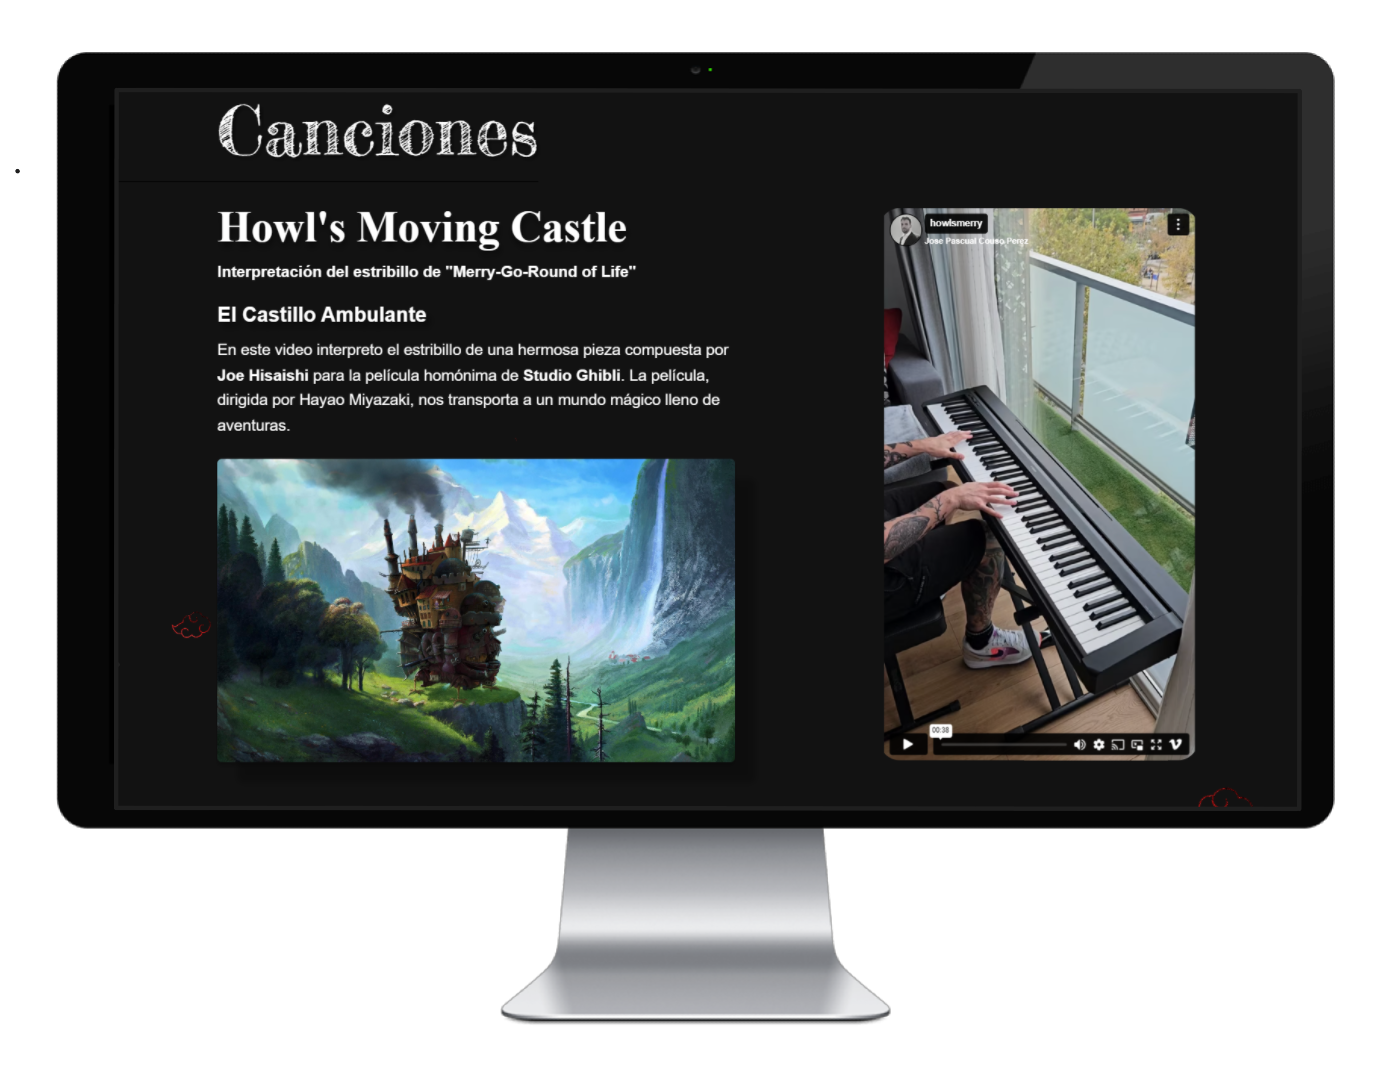 Canciones
Howl's Moving Castle
Interpretación del estribillo de "Merry-Go-Round of Life"
El Castillo Ambulante
En este video interpreto el estribillo de una hermosa pieza compuesta por
Joe Hisaishi para la película homónima de Studio Ghibli. La película,
dirigida por Hayao Miyazaki, nos transporta a un mundo mágico lleno de
aventuras.
howlsmerry
Jose Pascual Couso Perez
00:38